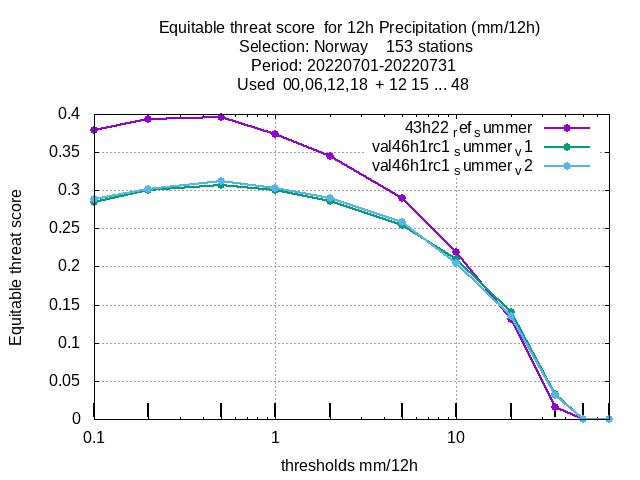 Equitable threat score  for 12h Precipitation (mm/12h)
Selection: Norway    153 stations
Period: 20220701-20220731
Used  00,06,12,18  + 12 15 ... 48
43h22 ref summer
val46h1rc1 summer v1
val46h1rc1 summer v2
0.4
0.35
0.3
0.25
0.2
0.15
0.1
0.05
0
Equitable threat score
0.1 1 10
thresholds mm/12h